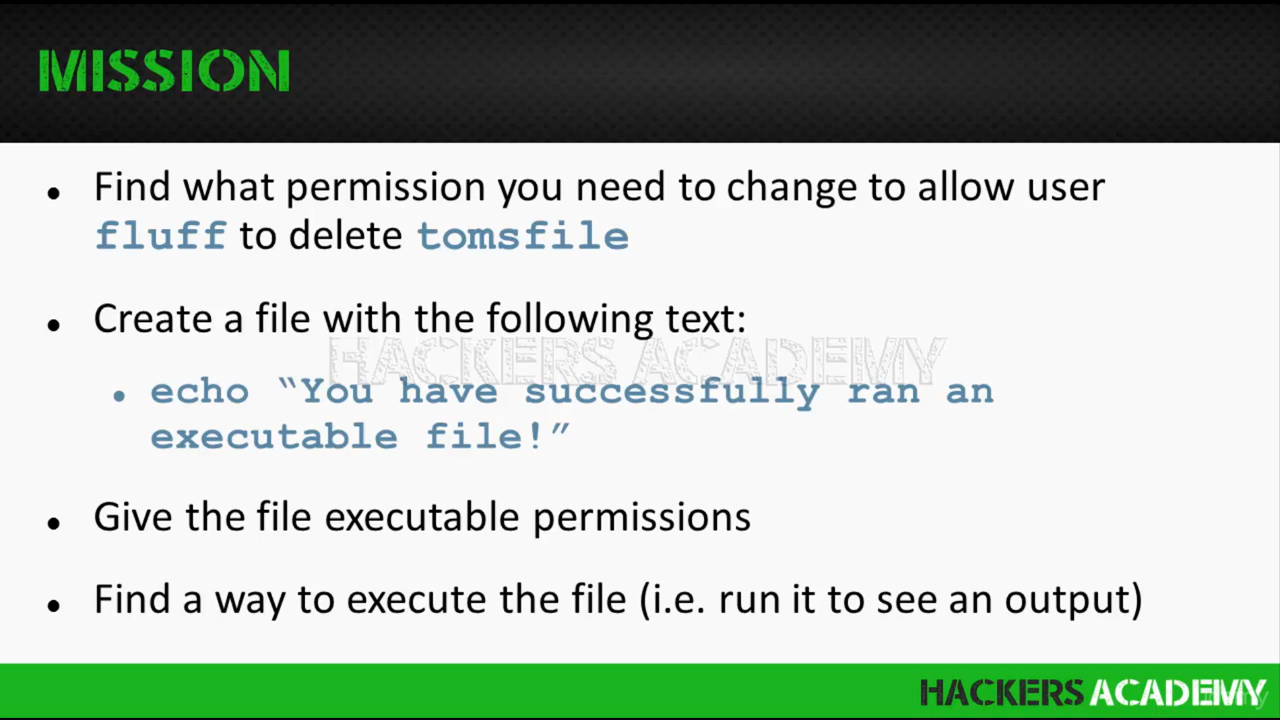 MISSION
• Find what permission you need to change to allow user
fluff to delete tomsfile
• Create a file with the following text:
HACKERS ACADEMY
• echo “You have successfully ran an
executable file!”
• Give the file executable permissions
• Find a way to execute the file (i.e. run it to see an output)
HACKERS ACADEMY